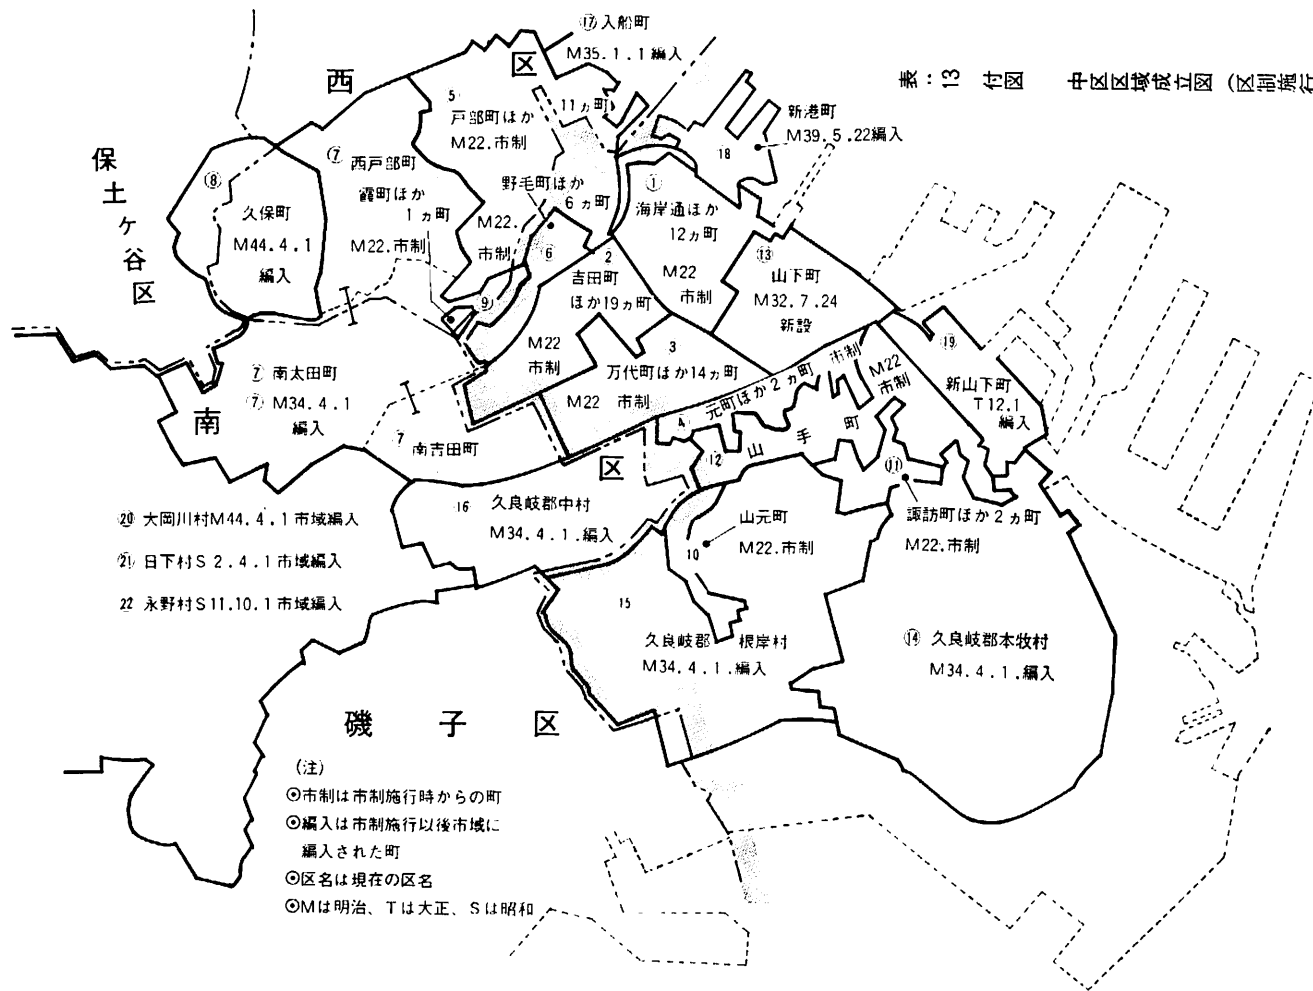 表：13 付図 中区区域成立図（区制施行
⑰入船町
M35.1.1編入
西
区
新港町
M39.5.22編入
18
5
戸部町ほか
11ヵ町
M22.市制
保土ヶ谷区
⑧
久保町
M44.4.1
編入
⑦
西戸部町
霞町ほか
1ヵ町
M22.市制
野毛町ほか
6ヵ町
M22.
市制
⑥
⑨
①
海岸通ほか
12ヵ町
M22
市制
⑬
山下町
M32.7.24
新設
2
吉田町
ほか19ヵ町
M22
市制
3
万代町ほか14ヵ町
M22 市制
4
元町ほか2ヵ町
市制
M22
市制
⑲
新山下町
T12.1
編入
⑦ 南太田町
⑦ M34.4.1
編入
南
⑦ 南吉田町
区
⑫ 山手町
⑪
諏訪町ほか2ヵ町
M22.市制
16 久良岐郡中村
M34.4.1.編入
山元町
M22.市制
10
⑳ 大岡川村M44.4.1市域編入
㉑ 日下村S2.4.1市域編入
22 永野村S11.10.1市域編入
15
久良岐郡 根岸村
M34.4.1.編入
⑭ 久良岐郡本牧村
M34.4.1.編入
磯子区
(注)
⊙市制は市制施行時からの町
⊙編入は市制施行以後市域に
編入された町
⊙区名は現在の区名
⊙Mは明治、Tは大正、Sは昭和